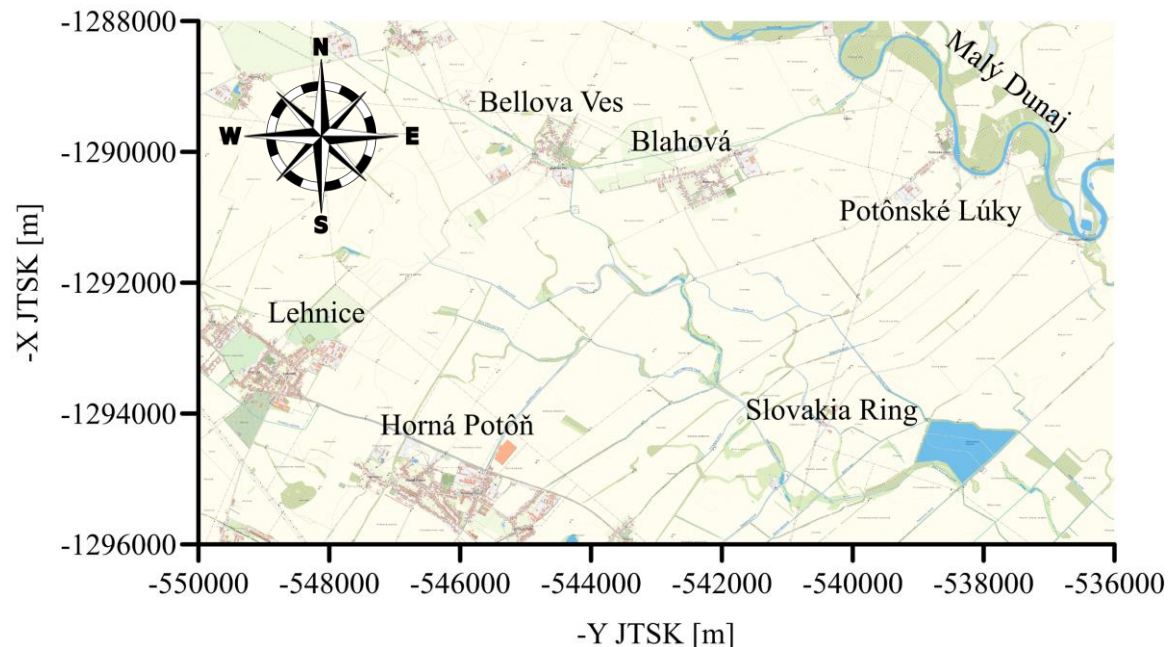 -1288000
-1290000
-1292000
-1294000
-1296000
-X JTSK [m]
N
W
E
S
Malý Dunaj
Bellova Ves
Blahová
Potônské Lúky
Lehnice
Slovakia Ring
Horná Potôň
-550000
-548000
-546000
-544000
-542000
-540000
-538000
-536000
-Y JTSK [m]